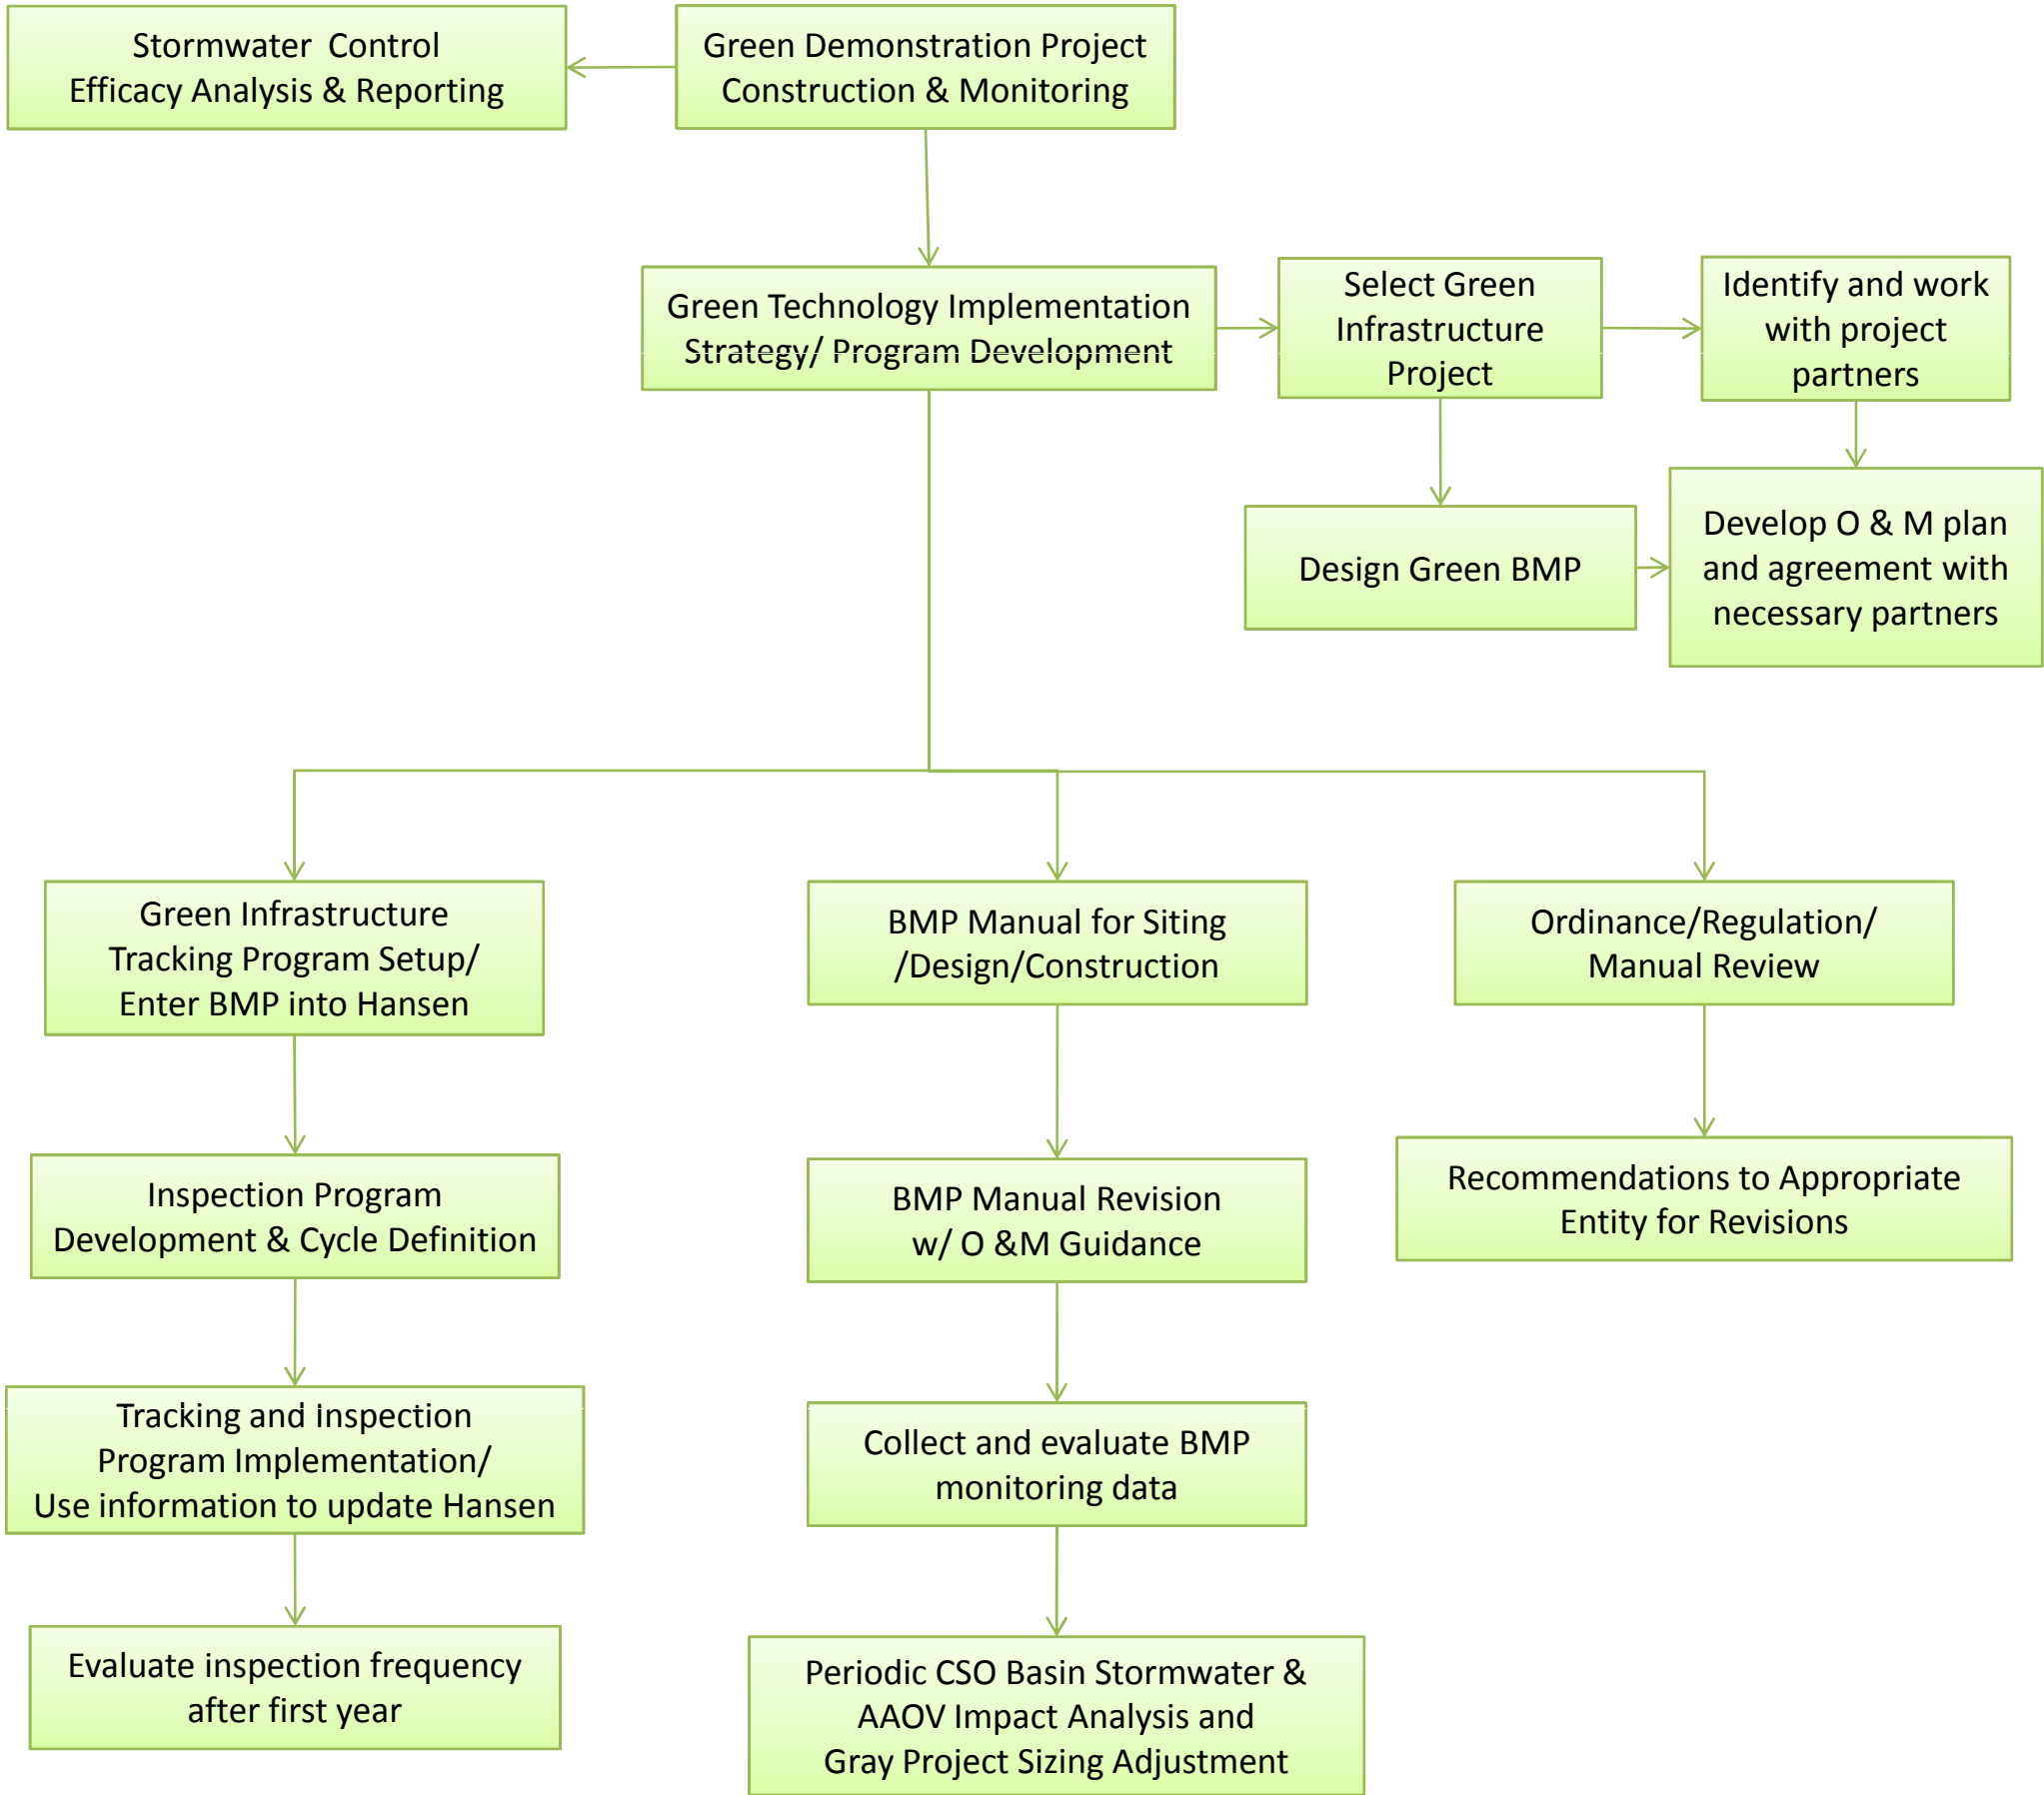 Stormwater Control
Efficacy Analysis & Reporting
Green Demonstration Project
Construction & Monitoring
Green Technology Implementation
Strategy/ Program Development
Select Green
Infrastructure
Project
Identify and work
with project
partners
Design Green BMP
Develop O & M plan
and agreement with
necessary partners
Green Infrastructure
Tracking Program Setup/
Enter BMP into Hansen
BMP Manual for Siting
/Design/Construction
Ordinance/Regulation/
Manual Review
Inspection Program
Development & Cycle Definition
BMP Manual Revision
w/ O &M Guidance
Recommendations to Appropriate
Entity for Revisions
Tracking and inspection
Program Implementation/
Use information to update Hansen
Collect and evaluate BMP
monitoring data
Evaluate inspection frequency
after first year
Periodic CSO Basin Stormwater &
AAOV Impact Analysis and
Gray Project Sizing Adjustment